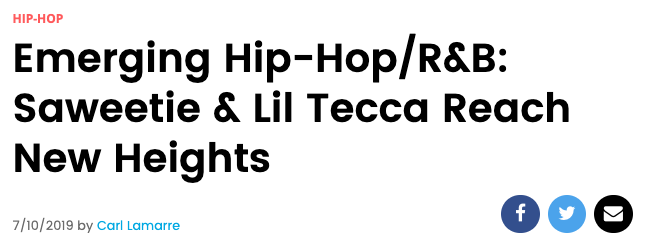 HIP-HOP
Emerging Hip-Hop/R&B:
Saweetie & Lil Tecca Reach
New Heights
7/10/2019 by Carl Lamarre